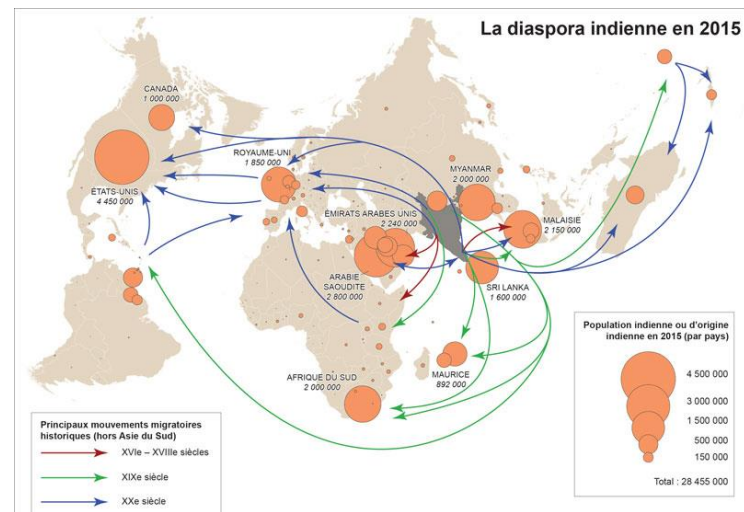 La diaspora indienne en 2015
CANADA
1 000 000
ROYAUME-UNI
1 850 000
MYANMAR
2 000 000
ÉTATS-UNIS
4 450 000
ÉMIRATS ARABES UNIS
2 240 000
MALAISIE
2 150 000
ARABIE
SAOUDITE
2 800 000
SRI LANKA
1 600 000
MAURICE
892 000
AFRIQUE DU SUD
2 000 000
Population indienne ou d'origine
indienne en 2015 (par pays)
4 500 000
3 000 000
1 500 000
500 000
150 000
Total : 28 455 000
Principaux mouvements migratoires
historiques (hors Asie du Sud)
XVIe – XVIIIe siècles
XIXe siècle
XXe siècle